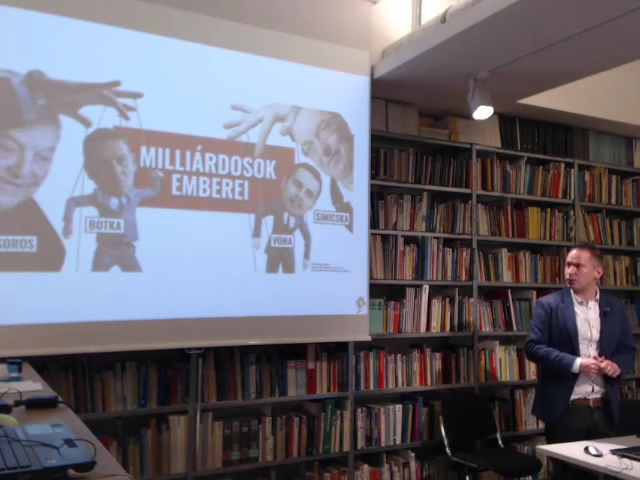 MILLIÁRDOSOK
EMBEREI
SOROS
BOTKA
VONA
SIMICSKA